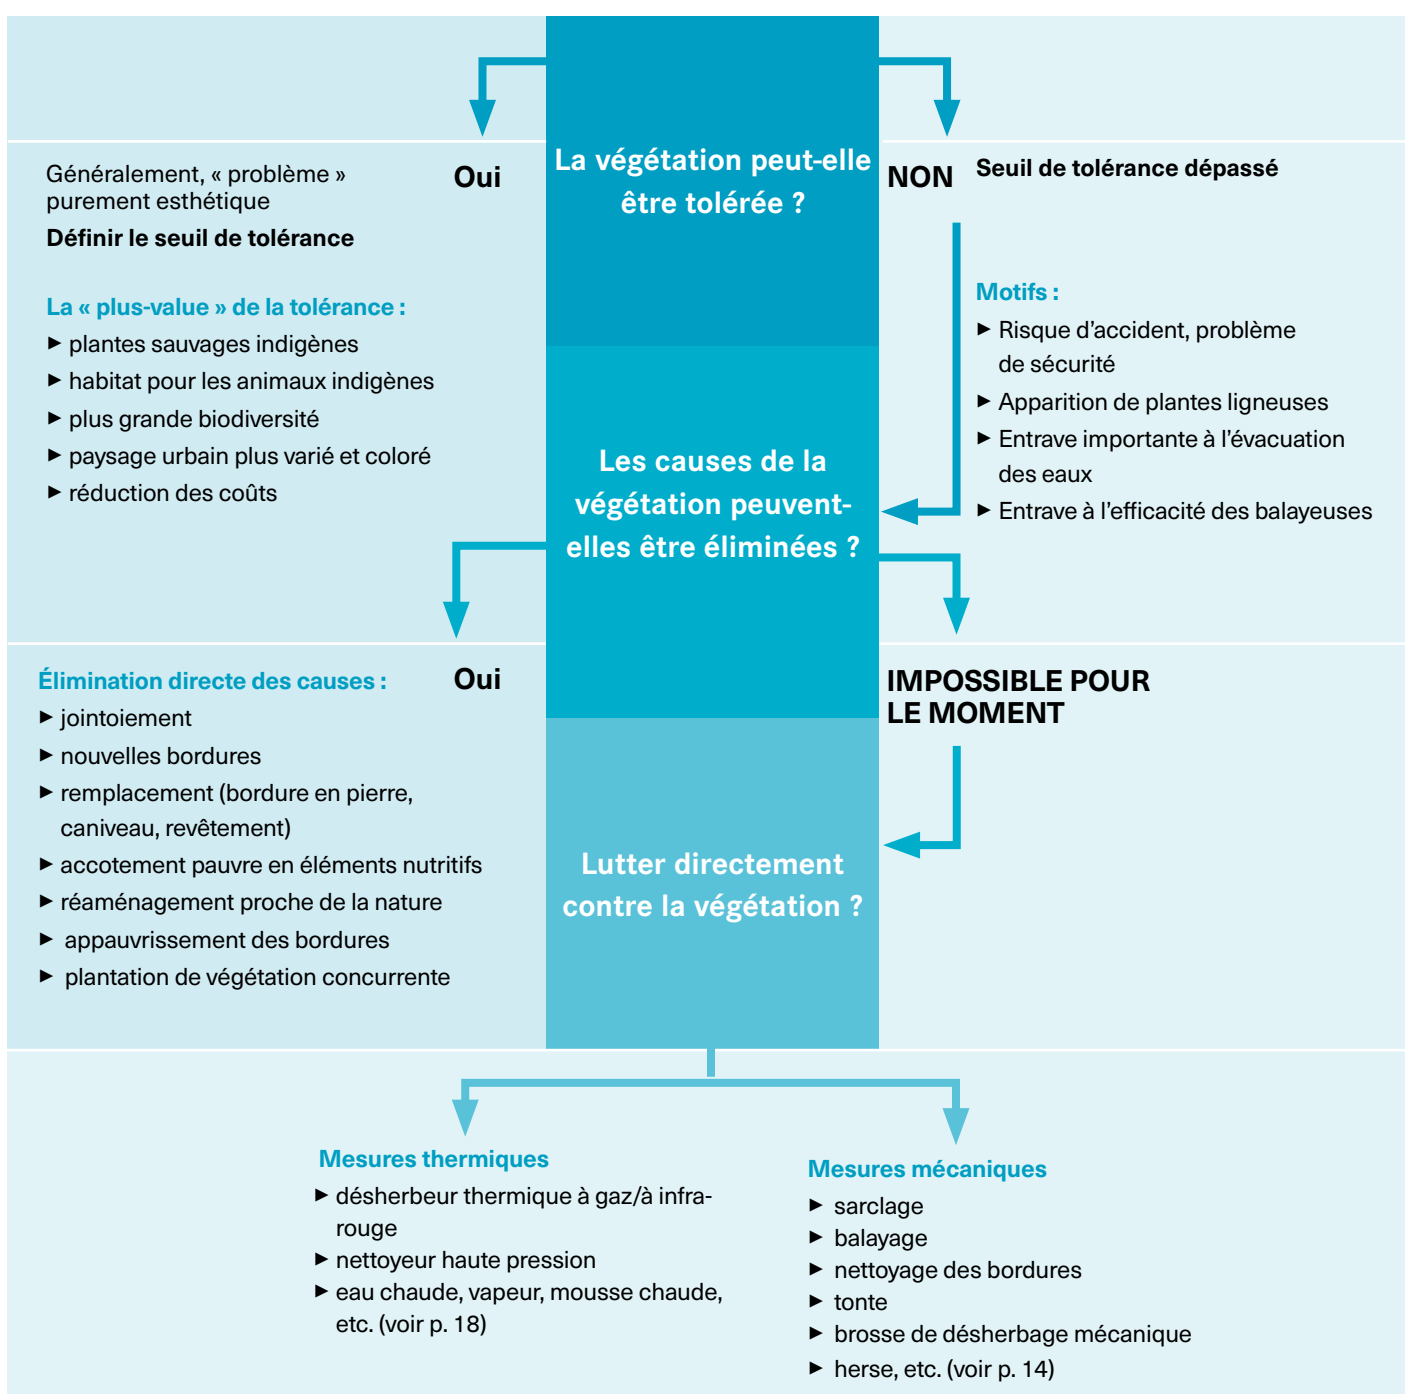 La végétation peut-elle
être tolérée ?
Oui
Généralement, « problème »
purement esthétique
Définir le seuil de tolérance
La « plus-value » de la tolérance :
► plantes sauvages indigènes
► habitat pour les animaux indigènes
► plus grande biodiversité
► paysage urbain plus varié et coloré
► réduction des coûts
NON
Seuil de tolérance dépassé
Motifs :
► Risque d’accident, problème
de sécurité
► Apparition de plantes ligneuses
► Entrave importante à l’évacuation
des eaux
► Entrave à l’efficacité des balayeuses
Les causes de la
végétation peuvent-
elles être éliminées ?
Oui
Élimination directe des causes :
► jointoiement
► nouvelles bordures
► remplacement (bordure en pierre,
caniveau, revêtement)
► accotement pauvre en éléments nutritifs
► réaménagement proche de la nature
► appauvrissement des bordures
► plantation de végétation concurrente
IMPOSSIBLE POUR
LE MOMENT
Lutter directement
contre la végétation ?
Mesures thermiques
► désherbeur thermique à gaz/à infra-
rouge
► nettoyeur haute pression
► eau chaude, vapeur, mousse chaude,
etc. (voir p. 18)
Mesures mécaniques
► sarclage
► balayage
► nettoyage des bordures
► tonte
► brosse de désherbage mécanique
► herse, etc. (voir p. 14)